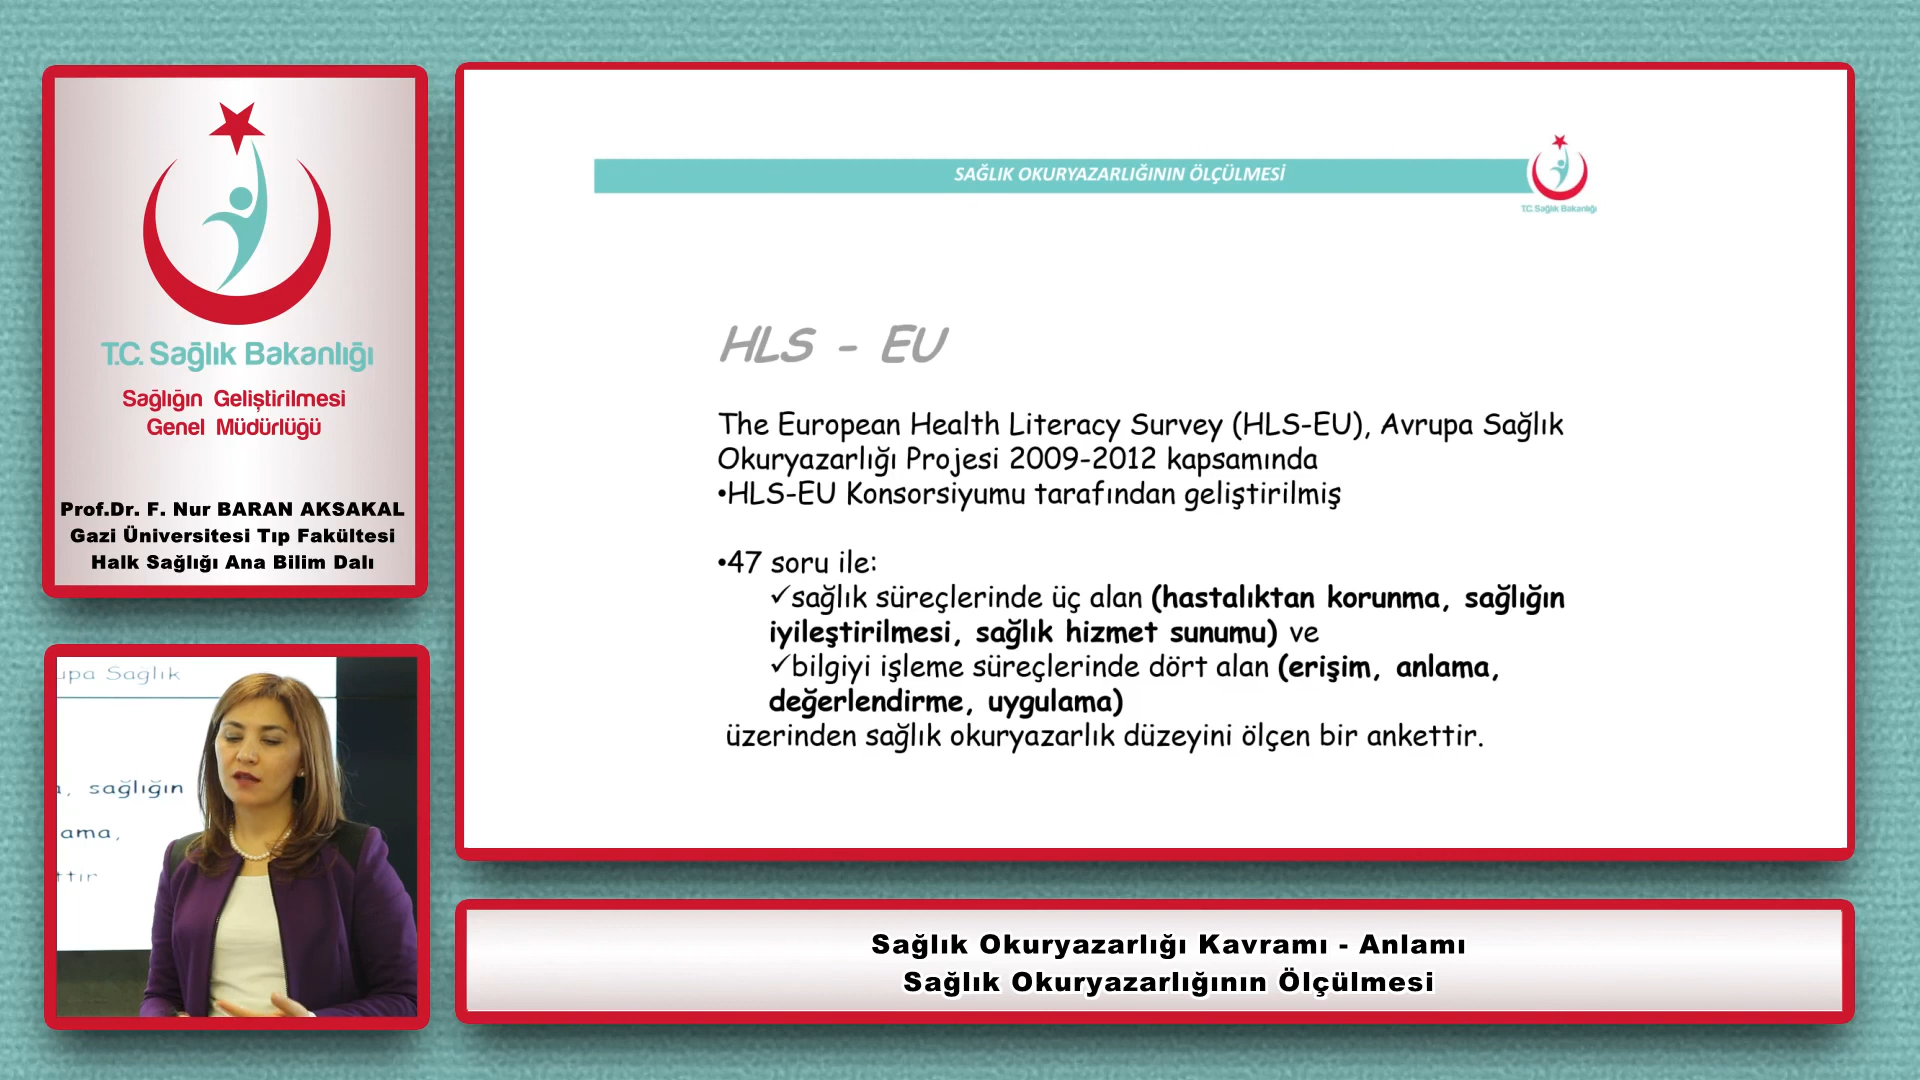 T.C. Sağlık Bakanlığı
Sağlığın Geliştirilmesi
Genel Müdürlüğü
Prof.Dr. F. Nur BARAN AKSAKAL
Gazi Üniversitesi Tıp Fakültesi
Halk Sağlığı Ana Bilim Dalı
SAĞLIK OKURYAZARLIĞININ ÖLÇÜLMESİ
T.C. Sağlık Bakanlığı
HLS - EU
The European Health Literacy Survey (HLS-EU), Avrupa Sağlık
Okuryazarlığı Projesi 2009-2012 kapsamında
•HLS-EU Konsorsiyumu tarafından geliştirilmiş
•47 soru ile:
✓sağlık süreçlerinde üç alan (hastalıktan korunma, sağlığın
iyileştirilmesi, sağlık hizmet sunumu) ve
✓bilgiyi işleme süreçlerinde dört alan (erişim, anlama,
değerlendirme, uygulama)
üzerinden sağlık okuryazarlık düzeyini ölçen bir ankettir.
Sağlık
, sağlığın
Sağlık Okuryazarlığı Kavramı - Anlamı
Sağlık Okuryazarlığının Ölçülmesi